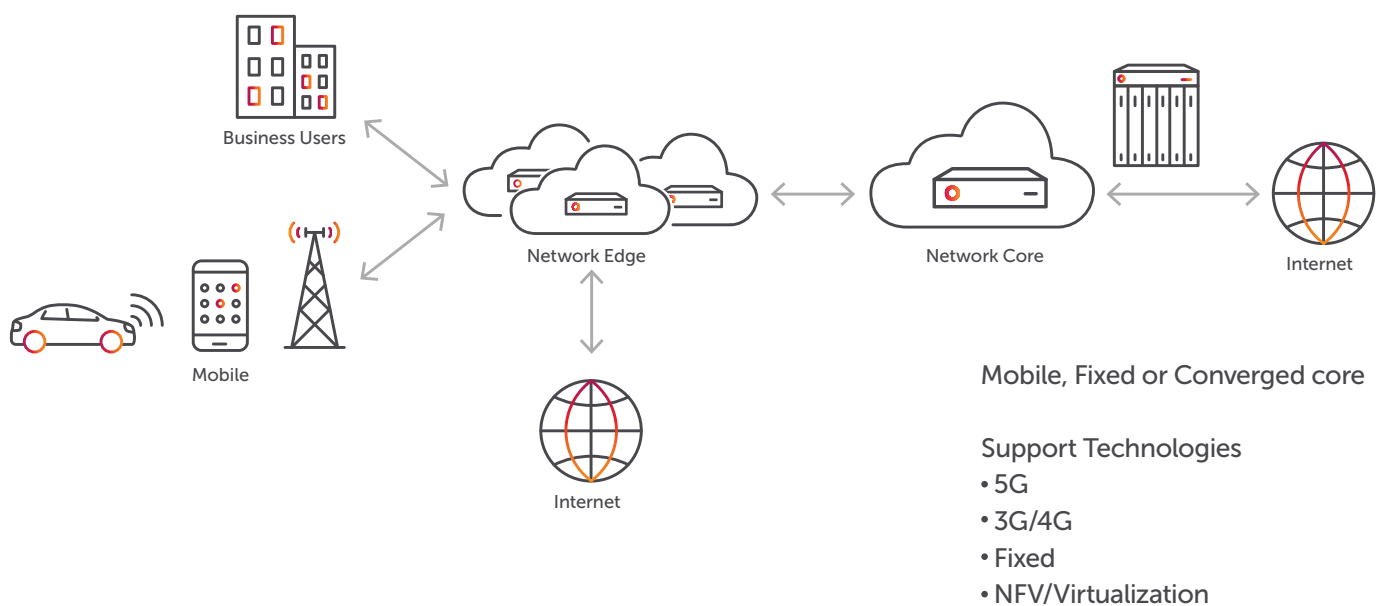 Business Users
Network Edge
Network Core
Internet
Mobile
Internet
Mobile, Fixed or Converged core
Support Technologies
• 5G
• 3G/4G
• Fixed
• NFV/Virtualization